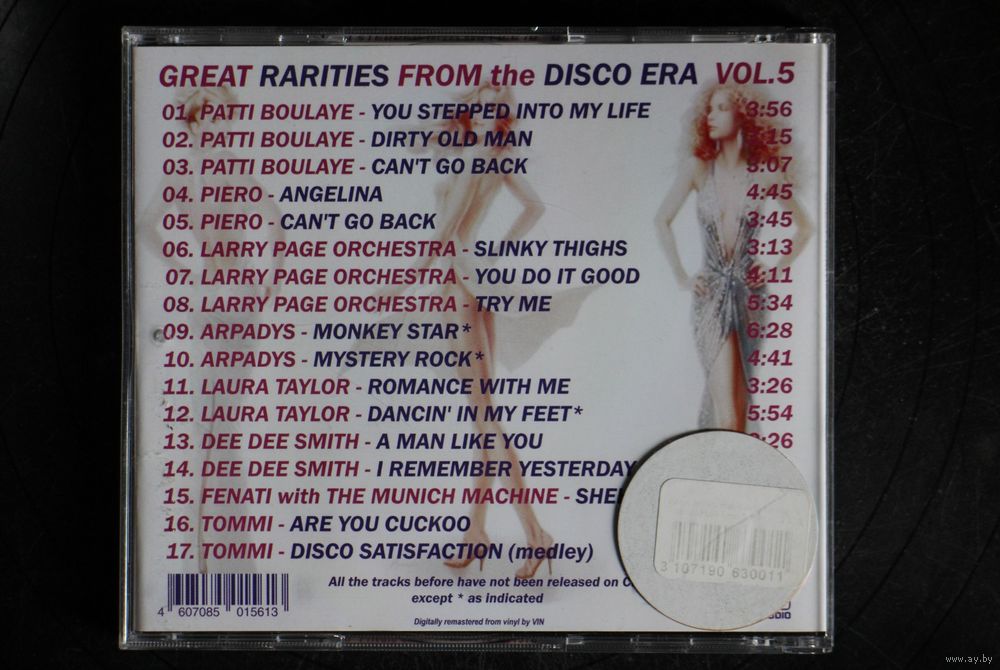 GREAT RARITIES FROM the DISCO ERA VOL.5
01. PATTI BOULAYE - YOU STEPPED INTO MY LIFE 3:56
02. PATTI BOULAYE - DIRTY OLD MAN :15
03. PATTI BOULAYE - CAN'T GO BACK 3:07
04. PIERO - ANGELINA 4:45
05. PIERO - CAN'T GO BACK 3:45
06. LARRY PAGE ORCHESTRA - SLINKY THIGHS 3:13
07. LARRY PAGE ORCHESTRA - YOU DO IT GOOD 4:11
08. LARRY PAGE ORCHESTRA - TRY ME 5:34
09. ARPADYS - MONKEY STAR* 6:28
10. ARPADYS - MYSTERY ROCK* 4:41
11. LAURA TAYLOR - ROMANCE WITH ME 3:26
12. LAURA TAYLOR - DANCIN' IN MY FEET* 5:54
13. DEE DEE SMITH - A MAN LIKE YOU :26
14. DEE DEE SMITH - I REMEMBER YESTERDAY
15. FENATI with THE MUNICH MACHINE - SHE
16. TOMMI - ARE YOU CUCKOO
17. TOMMI - DISCO SATISFACTION (medley)
All the tracks before have not been released on C
except * as indicated
Digitally remastered from vinyl by VIN
4 607085 015613
3 107190 630011
www.ay.by